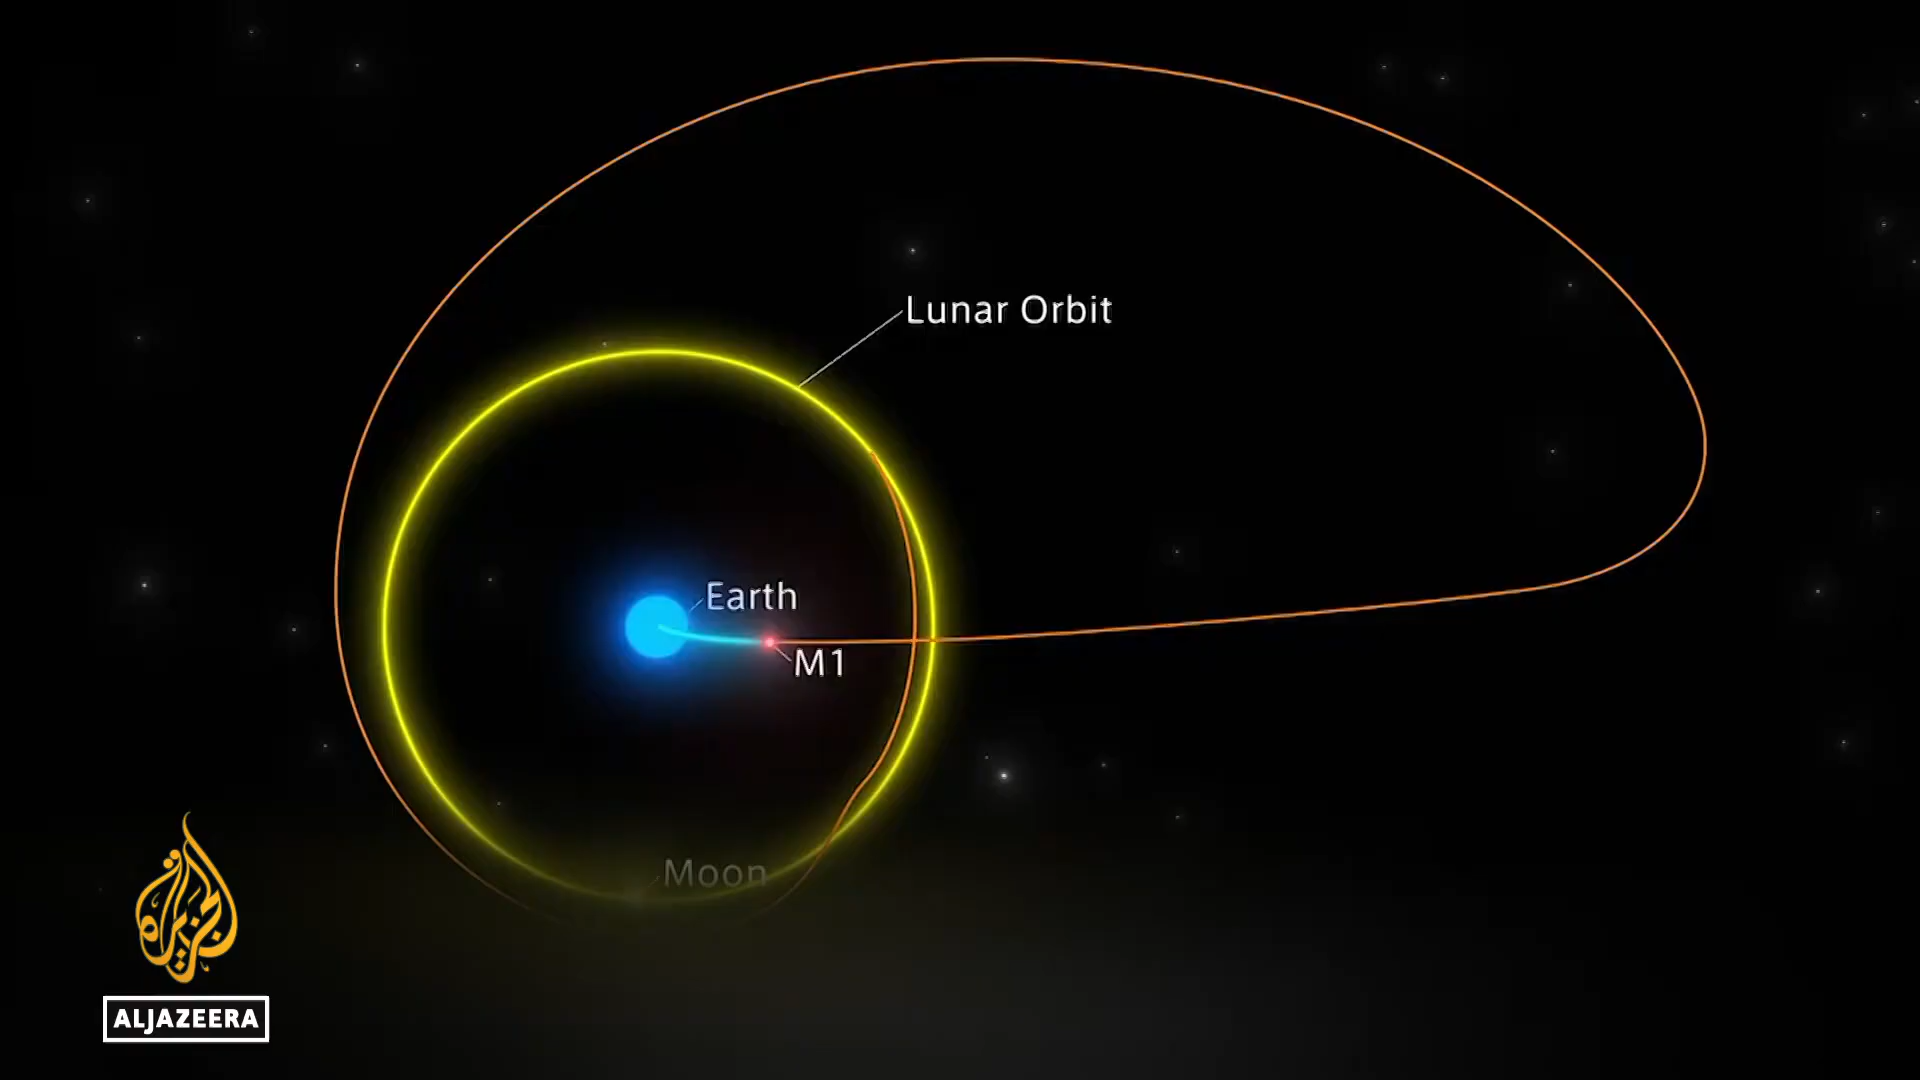 Lunar Orbit
Earth
M1
Moon
الجزيرة
ALJAZEERA